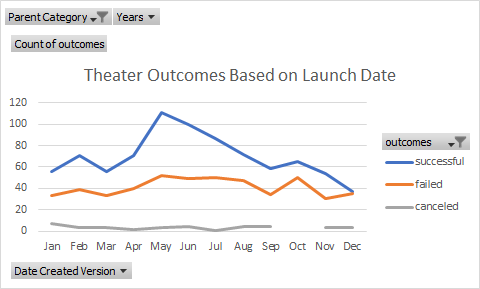 Parent Category Years
Count of outcomes
Theater Outcomes Based on Launch Date
120
100
80
60
40
20
0
Jan Feb Mar Apr May Jun Jul Aug Sep Oct Nov Dec
outcomes
successful
failed
canceled
Date Created Version